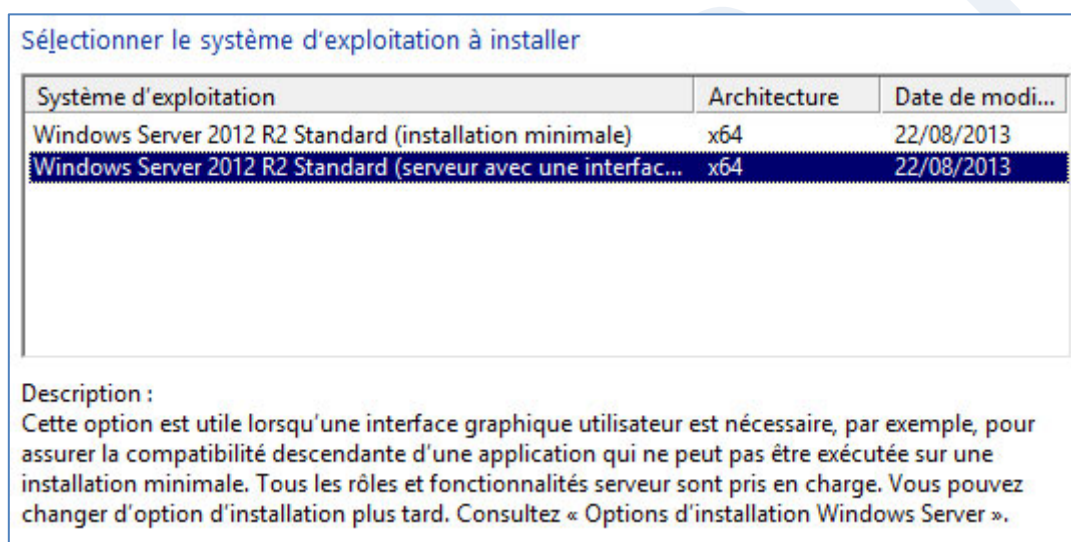 Sélectionner le système d'exploitation à installer
Système d'exploitation Architecture Date de modi...
Windows Server 2012 R2 Standard (installation minimale) x64 22/08/2013
Windows Server 2012 R2 Standard (serveur avec une interfac... x64 22/08/2013
Description :
Cette option est utile lorsqu'une interface graphique utilisateur est nécessaire, par exemple, pour
assurer la compatibilité descendante d'une application qui ne peut pas être exécutée sur une
installation minimale. Tous les rôles et fonctionnalités serveur sont pris en charge. Vous pouvez
changer d'option d'installation plus tard. Consultez « Options d'installation Windows Server ».